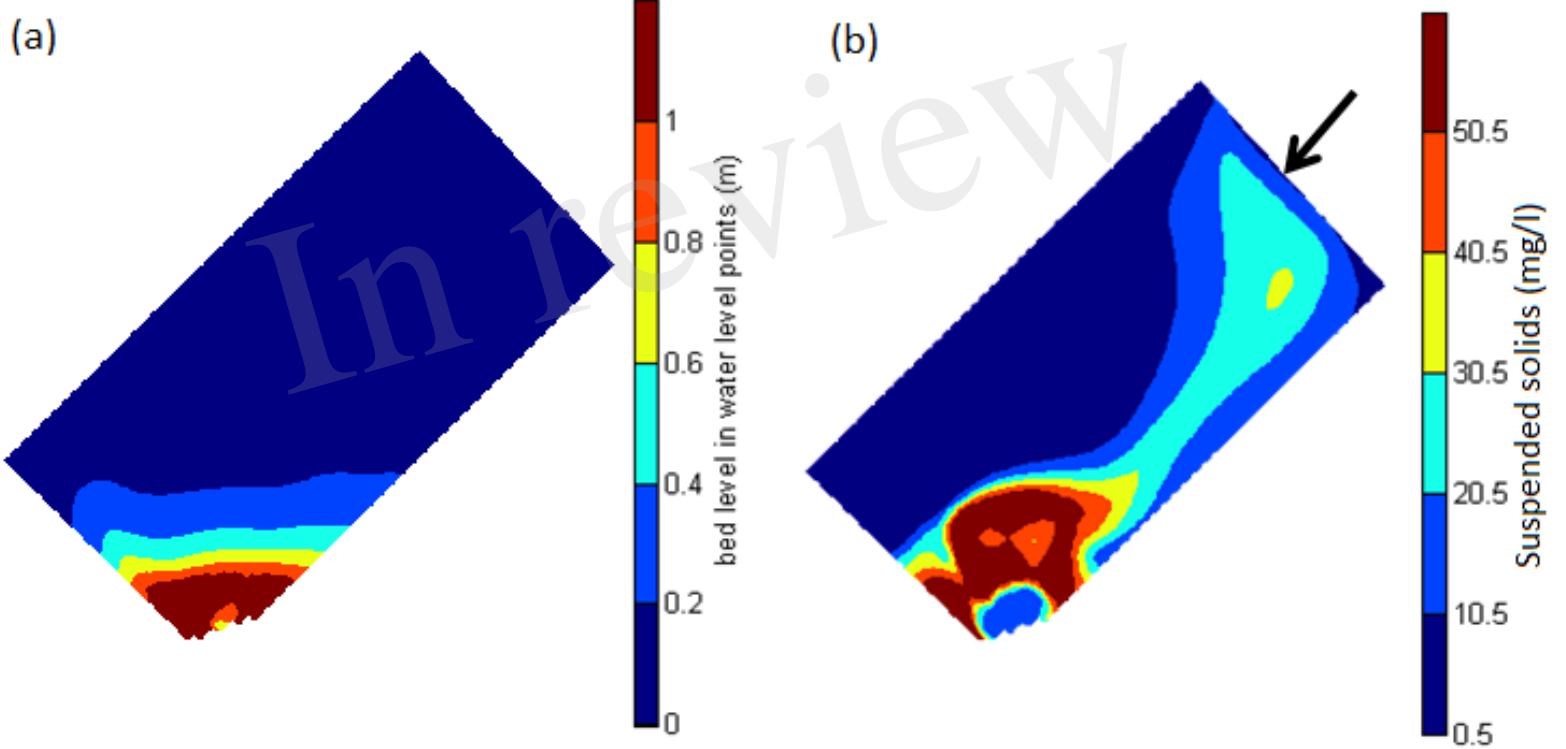 (a)
1
0.8
0.6
0.4
0.2
0
bed level in water level points (m)
(b)
50.5
40.5
30.5
20.5
10.5
0.5
Suspended solids (mg/l)
In review